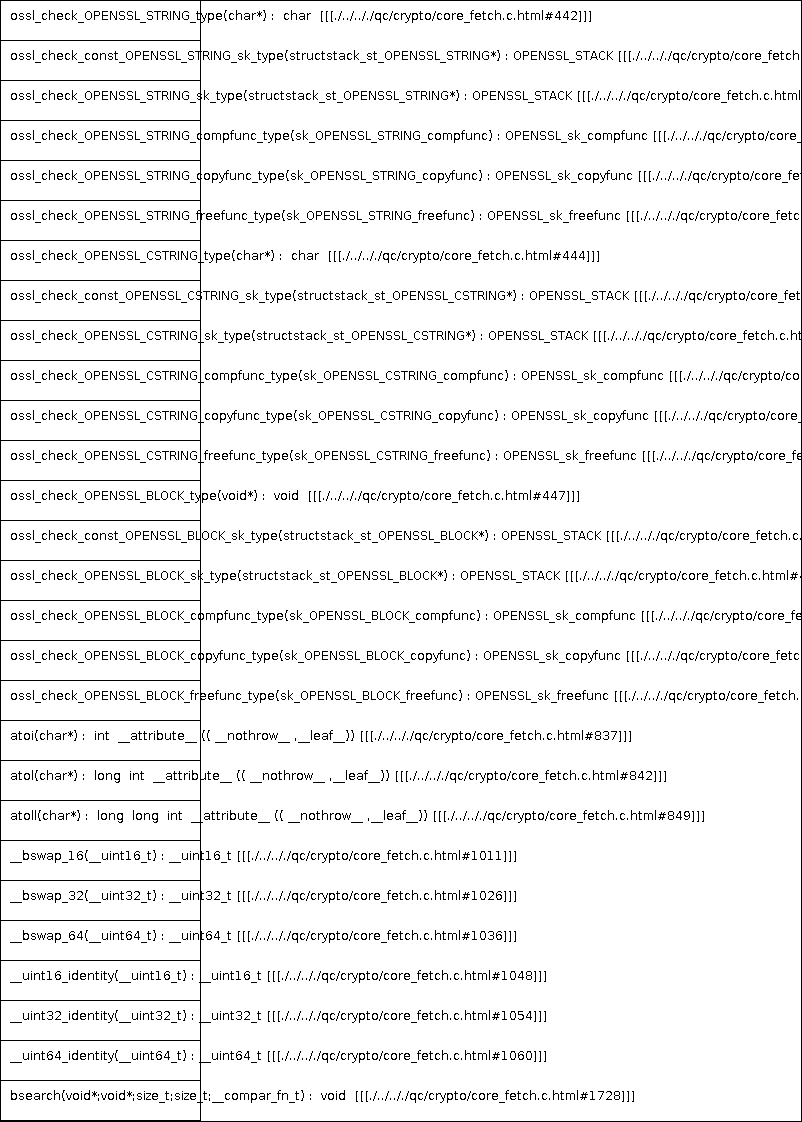 ossl_check_OPENSSL_STRING_type(char*) : char [[[./../../qc/crypto/core_fetch.c.html#442]]]
ossl_check_const_OPENSSL_STRING_sk_type(structstack_st_OPENSSL_STRING*) : OPENSSL_STACK [[[./../../qc/crypto/core_fetch
ossl_check_OPENSSL_STRING_sk_type(structstack_st_OPENSSL_STRING*) : OPENSSL_STACK [[[./../../qc/crypto/core_fetch.c.html
ossl_check_OPENSSL_STRING_compfunc_type(sk_OPENSSL_STRING_compfunc) : OPENSSL_sk_compfunc [[[./../../qc/crypto/core_
ossl_check_OPENSSL_STRING_copyfunc_type(sk_OPENSSL_STRING_copyfunc) : OPENSSL_sk_copyfunc [[[./../../qc/crypto/core_fe
ossl_check_OPENSSL_STRING_freefunc_type(sk_OPENSSL_STRING_freefunc) : OPENSSL_sk_freefunc [[[./../../qc/crypto/core_fetc
ossl_check_OPENSSL_CSTRING_type(char*) : char [[[./../../qc/crypto/core_fetch.c.html#444]]]
ossl_check_const_OPENSSL_CSTRING_sk_type(structstack_st_OPENSSL_CSTRING*) : OPENSSL_STACK [[[./../../qc/crypto/core_fet
ossl_check_OPENSSL_CSTRING_sk_type(structstack_st_OPENSSL_CSTRING*) : OPENSSL_STACK [[[./../../qc/crypto/core_fetch.c.ht
ossl_check_OPENSSL_CSTRING_compfunc_type(sk_OPENSSL_CSTRING_compfunc) : OPENSSL_sk_compfunc [[[./../../qc/crypto/co
ossl_check_OPENSSL_CSTRING_copyfunc_type(sk_OPENSSL_CSTRING_copyfunc) : OPENSSL_sk_copyfunc [[[./../../qc/crypto/core_
ossl_check_OPENSSL_CSTRING_freefunc_type(sk_OPENSSL_CSTRING_freefunc) : OPENSSL_sk_freefunc [[[./../../qc/crypto/core_fe
ossl_check_OPENSSL_BLOCK_type(void*) : void [[[./../../qc/crypto/core_fetch.c.html#447]]]
ossl_check_const_OPENSSL_BLOCK_sk_type(structstack_st_OPENSSL_BLOCK*) : OPENSSL_STACK [[[./../../qc/crypto/core_fetch.c.
ossl_check_OPENSSL_BLOCK_sk_type(structstack_st_OPENSSL_BLOCK*) : OPENSSL_STACK [[[./../../qc/crypto/core_fetch.c.html#
ossl_check_OPENSSL_BLOCK_compfunc_type(sk_OPENSSL_BLOCK_compfunc) : OPENSSL_sk_compfunc [[[./../../qc/crypto/core_fe
ossl_check_OPENSSL_BLOCK_copyfunc_type(sk_OPENSSL_BLOCK_copyfunc) : OPENSSL_sk_copyfunc [[[./../../qc/crypto/core_fetc
ossl_check_OPENSSL_BLOCK_freefunc_type(sk_OPENSSL_BLOCK_freefunc) : OPENSSL_sk_freefunc [[[./../../qc/crypto/core_fetch.
atoi(char*) : int __attribute__ (( __nothrow__ ,__leaf__)) [[[./../../qc/crypto/core_fetch.c.html#837]]]
atol(char*) : long int __attribute__ (( __nothrow__ ,__leaf__)) [[[./../../qc/crypto/core_fetch.c.html#842]]]
atoll(char*) : long long int __attribute__ (( __nothrow__ ,__leaf__)) [[[./../../qc/crypto/core_fetch.c.html#849]]]
__bswap_16(__uint16_t) : __uint16_t [[[./../../qc/crypto/core_fetch.c.html#1011]]]
__bswap_32(__uint32_t) : __uint32_t [[[./../../qc/crypto/core_fetch.c.html#1026]]]
__bswap_64(__uint64_t) : __uint64_t [[[./../../qc/crypto/core_fetch.c.html#1036]]]
__uint16_identity(__uint16_t) : __uint16_t [[[./../../qc/crypto/core_fetch.c.html#1048]]]
__uint32_identity(__uint32_t) : __uint32_t [[[./../../qc/crypto/core_fetch.c.html#1054]]]
__uint64_identity(__uint64_t) : __uint64_t [[[./../../qc/crypto/core_fetch.c.html#1060]]]
bsearch(void*;void*;size_t;size_t;__compar_fn_t) : void [[[./../../qc/crypto/core_fetch.c.html#1728]]]